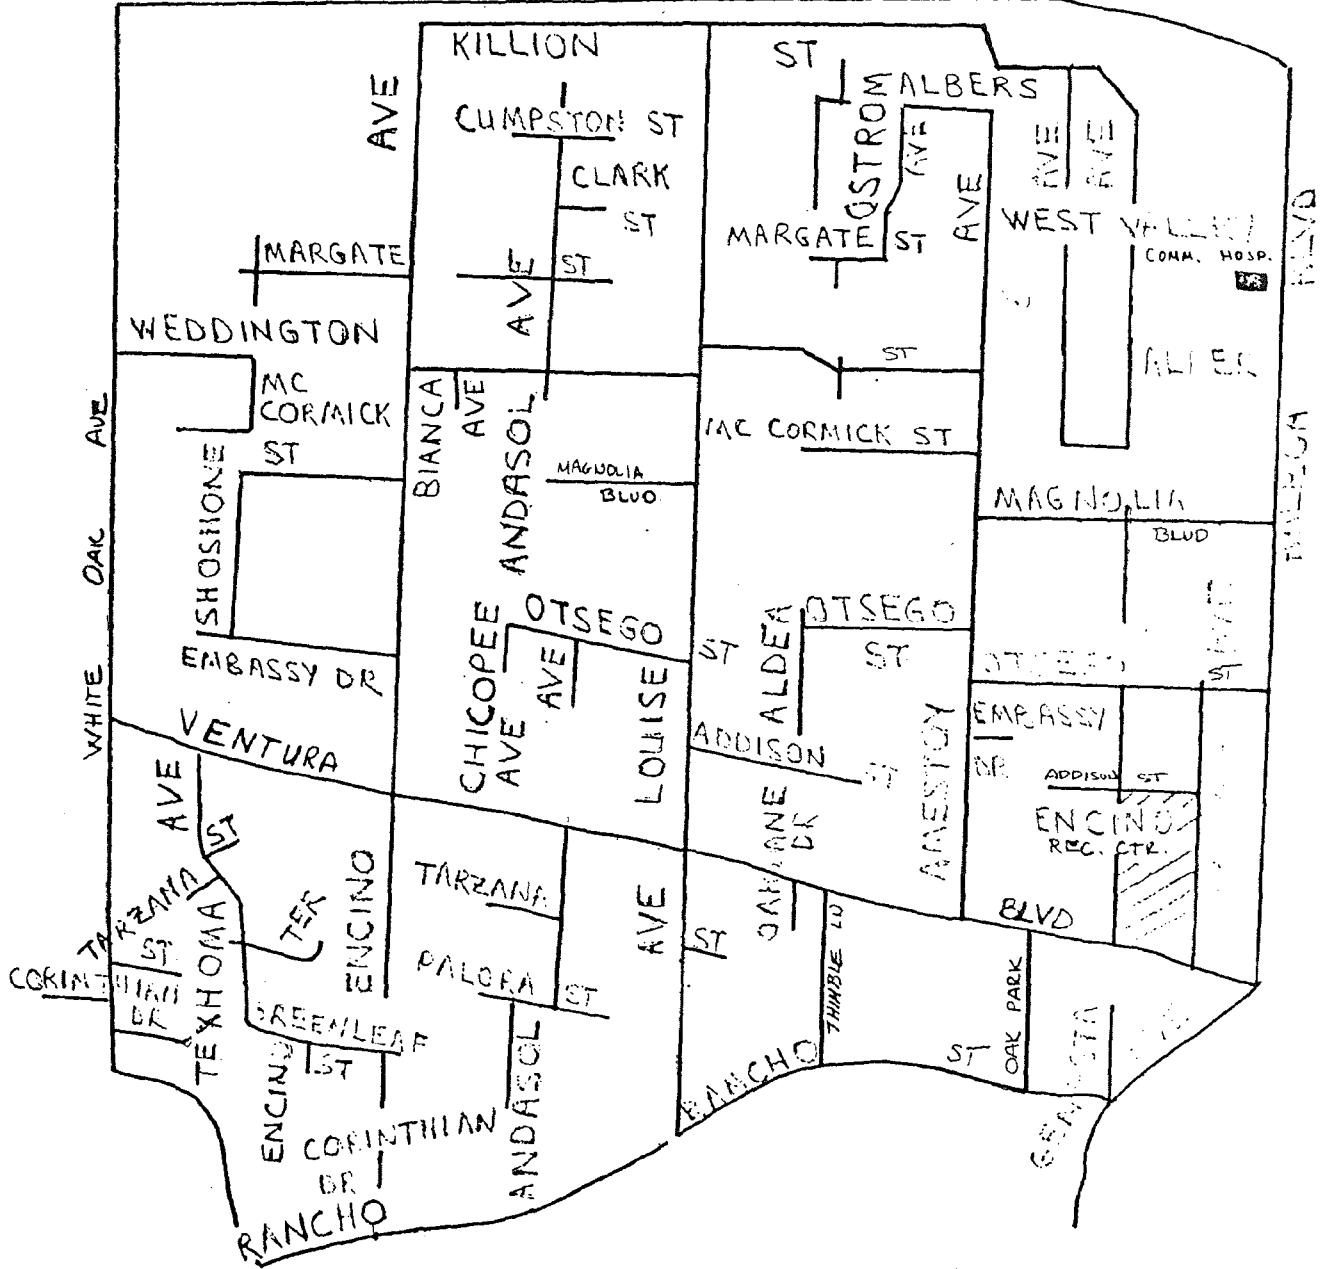 KILLION
ST
ALBERS
AVE
CUMPSTON ST
OSTROM
AVE
AVE
AVE
CLARK
ST
AVE
WEST VALLEY
COMM. HOSP.
BLVD
MARGATE
ST
MARGATE
ST
AVE
WEDDINGTON
ST
MC
CORMICK
ST
BIANCA
AVE
ANDASOL
MC CORMICK ST
WHITE OAK AVE
SHOSHONE
MAGNOLIA
BLVD
MAGNOLIA
BLVD
OTSEGO
ST
OTSEGO
ST
ST
EMBASSY DR
CHICOPEE
AVE
AVE
LOUISE
ALDEA
EMBASSY
DR
VENTURA
ADDISON
ST
AMESTOY
ADDISON ST
ENCINO
REC. CTR.
AVE
ST
DR
TARZANA
ST
TER
ENCINO
TARZANA
AVE
ST
THIMBLE LN
BLVD
CORINTHIAN
DR
TEXHOMA
PALORA
ST
OAK PARK
GREENLEAF
ST
ENCINO
ANDASOL
RANCHO
ST
CORINTHIAN
DR
RANCHO